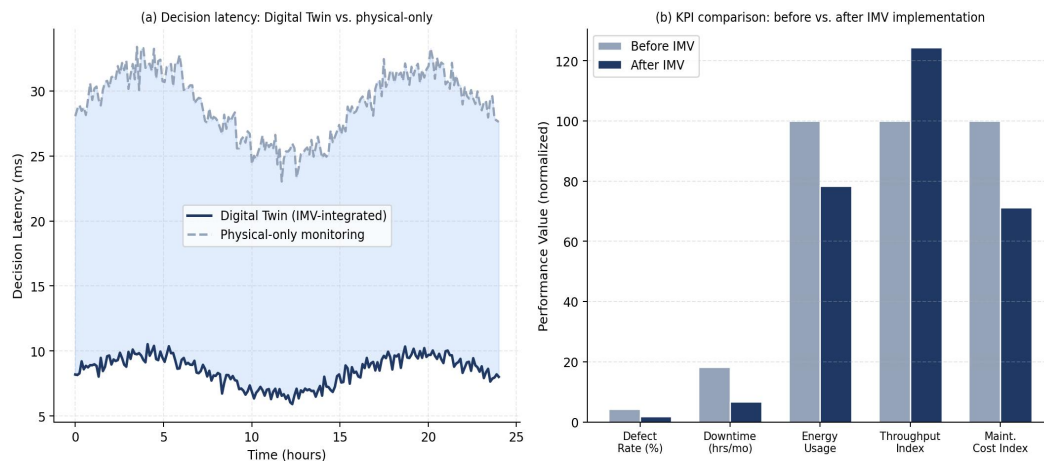 (a) Decision latency: Digital Twin vs. physical-only
Decision Latency (ms)
30
25
20
15
10
5
Digital Twin (IMV-integrated)
Physical-only monitoring
0 5 10 15 20 25
Time (hours)
(b) KPI comparison: before vs. after IMV implementation
Performance Value (normalized)
Before IMV
After IMV
120
100
80
60
40
20
0
Defect
Rate (%)
Downtime
(hrs/mo)
Energy
Usage
Throughput
Index
Maint.
Cost Index